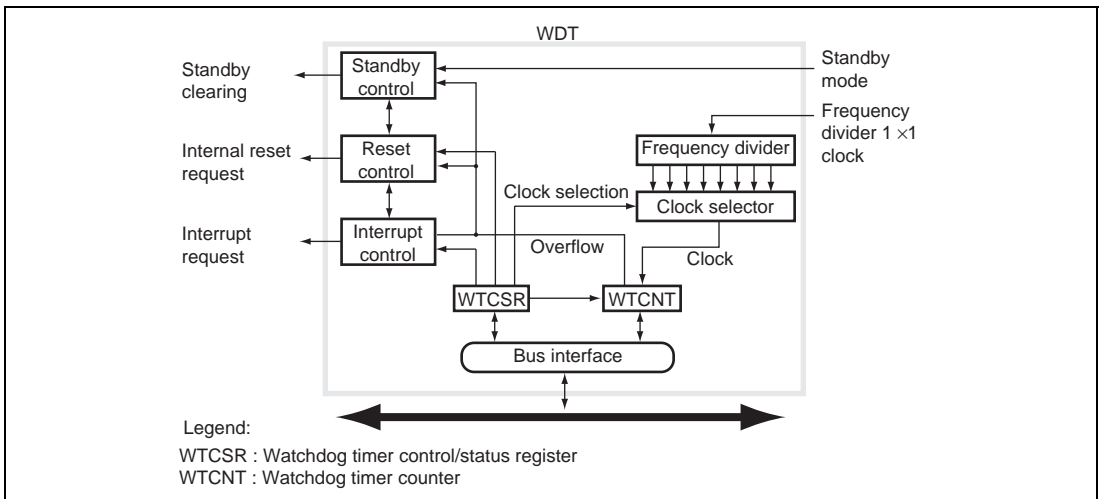 WDT
Standby
clearing
Standby
control
Standby
mode
Frequency
divider 1 ×1
clock
Internal reset
request
Reset
control
Frequency divider
Clock selection
Clock selector
Interrupt
request
Interrupt
control
Overflow
Clock
WTCSR
WTCNT
Bus interface
Legend:
WTCSR : Watchdog timer control/status register
WTCNT : Watchdog timer counter